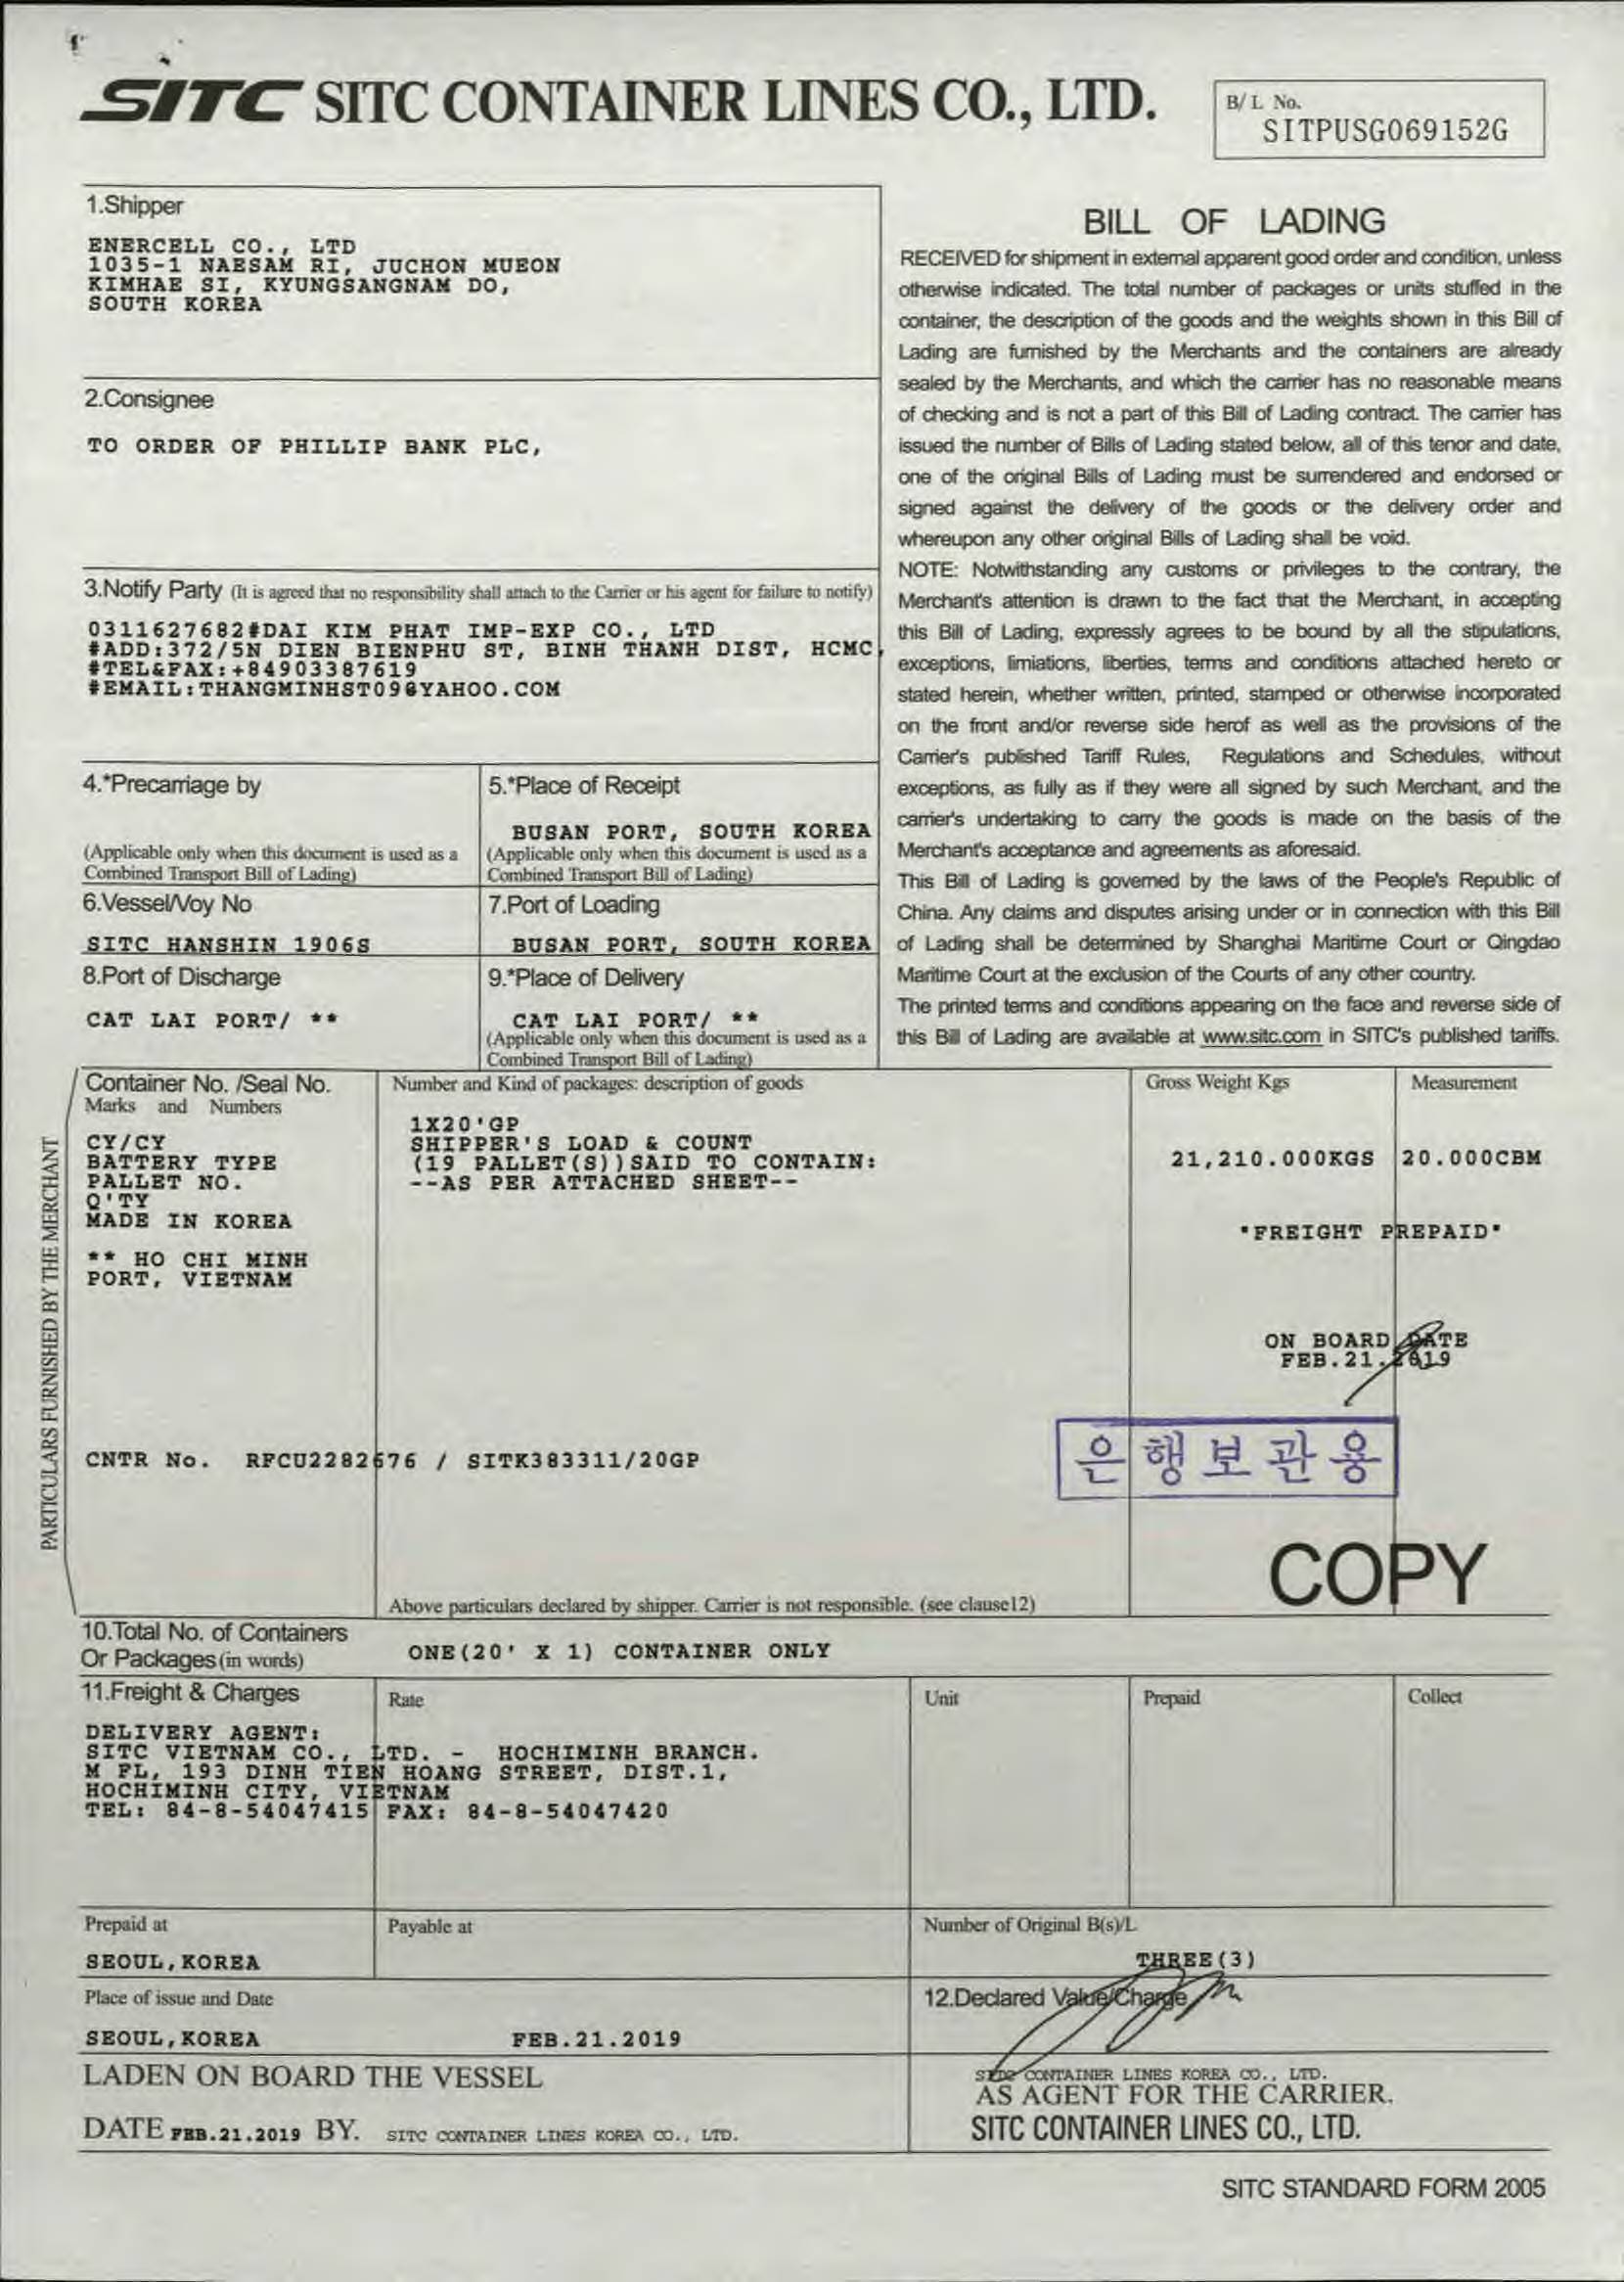 SITC SITC CONTAINER LINES CO., LTD.
B/L No.
SITPUSG069152G
1.Shipper
ENERCELL CO., LTD
1035-1 NAESAM RI, JUCHON MUEON
KIMHAE SI, KYUNGSANGNAM DO,
SOUTH KOREA
2.Consignee
TO ORDER OF PHILLIP BANK PLC,
3.Notify Party (It is agreed that no responsibility shall attach to the Carrier or his agent for failure to notify)
0311627682#DAI KIM PHAT IMP-EXP CO., LTD
#ADD:372/5N DIEN BIENPHU ST, BINH THANH DIST, HCMC,
#TEL&FAX:+84903387619
#EMAIL:THANGMINHST09@YAHOO.COM
4.*Precarriage by
(Applicable only when this document is used as a
Combined Transport Bill of Lading)
5.*Place of Receipt
BUSAN PORT, SOUTH KOREA
(Applicable only when this document is used as a
Combined Transport Bill of Lading)
6.Vessel/Voy No
SITC HANSHIN 1906S
7.Port of Loading
BUSAN PORT, SOUTH KOREA
8.Port of Discharge
CAT LAI PORT/ **
9.*Place of Delivery
CAT LAI PORT/ **
(Applicable only when this document is used as a
Combined Transport Bill of Lading)
BILL OF LADING
RECEIVED for shipment in external apparent good order and condition, unless
otherwise indicated. The total number of packages or units stuffed in the
container, the description of the goods and the weights shown in this Bill of
Lading are furnished by the Merchants and the containers are already
sealed by the Merchants, and which the carrier has no reasonable means
of checking and is not a part of this Bill of Lading contract. The carrier has
issued the number of Bills of Lading stated below, all of this tenor and date,
one of the original Bills of Lading must be surrendered and endorsed or
signed against the delivery of the goods or the delivery order and
whereupon any other original Bills of Lading shall be void.
NOTE: Notwithstanding any customs or privileges to the contrary, the
Merchant's attention is drawn to the fact that the Merchant, in accepting
this Bill of Lading, expressly agrees to be bound by all the stipulations,
exceptions, limiations, liberties, terms and conditions attached hereto or
stated herein, whether written, printed, stamped or otherwise incorporated
on the front and/or reverse side herof as well as the provisions of the
Carrier's published Tariff Rules, Regulations and Schedules, without
exceptions, as fully as if they were all signed by such Merchant, and the
carrier's undertaking to carry the goods is made on the basis of the
Merchant's acceptance and agreements as aforesaid.
This Bill of Lading is governed by the laws of the People's Republic of
China. Any claims and disputes arising under or in connection with this Bill
of Lading shall be determined by Shanghai Maritime Court or Qingdao
Maritime Court at the exclusion of the Courts of any other country.
The printed terms and conditions appearing on the face and reverse side of
this Bill of Lading are available at www.sitc.com in SITC's published tariffs.
PARTICULARS FURNISHED BY THE MERCHANT
Container No. /Seal No.
Marks and Numbers
CY/CY
BATTERY TYPE
PALLET NO.
Q'TY
MADE IN KOREA
** HO CHI MINH
PORT, VIETNAM
Number and Kind of packages: description of goods
1X20'GP
SHIPPER'S LOAD & COUNT
(19 PALLET(S))SAID TO CONTAIN:
--AS PER ATTACHED SHEET--
Gross Weight Kgs
21,210.000KGS
Measurement
20.000CBM
"FREIGHT PREPAID"
ON BOARD DATE
FEB.21.2019
CNTR No. RFCU2282676 / SITK383311/20GP
은행보관용
COPY
Above particulars declared by shipper. Carrier is not responsible. (see clause12)
10.Total No. of Containers
Or Packages (in words)
ONE(20' X 1) CONTAINER ONLY
11.Freight & Charges
Rate
Unit
Prepaid
Collect
DELIVERY AGENT:
SITC VIETNAM CO., LTD. - HOCHIMINH BRANCH.
M FL, 193 DINH TIEN HOANG STREET, DIST.1,
HOCHIMINH CITY, VIETNAM
TEL: 84-8-54047415 FAX: 84-8-54047420
Prepaid at
SEOUL,KOREA
Payable at
Number of Original B(s)/L
THREE(3)
Place of issue and Date
SEOUL,KOREA FEB.21.2019
12.Declared Value/Charge
LADEN ON BOARD THE VESSEL
DATE FEB.21.2019 BY. SITC CONTAINER LINES KOREA CO., LTD.
SITC CONTAINER LINES KOREA CO., LTD.
AS AGENT FOR THE CARRIER.
SITC CONTAINER LINES CO., LTD.
SITC STANDARD FORM 2005